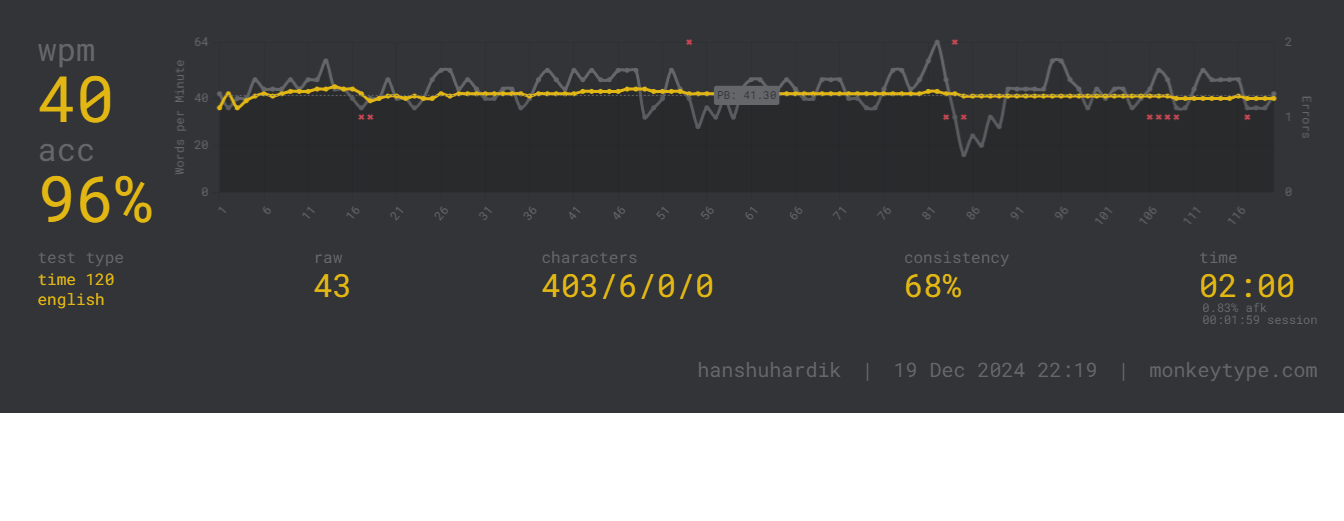 wpm
40
acc
96%
Words per Minute
64
40
20
0
PB: 41.30
2
1
0
Errors
1 6 11 16 21 26 31 36 41 46 51 56 61 66 71 76 81 86 91 96 101 106 111 116
test type
time 120
english
raw
43
characters
403/6/0/0
consistency
68%
time
02:00
0.83% afk
00:01:59 session
hanshuhardik | 19 Dec 2024 22:19 | monkeytype.com